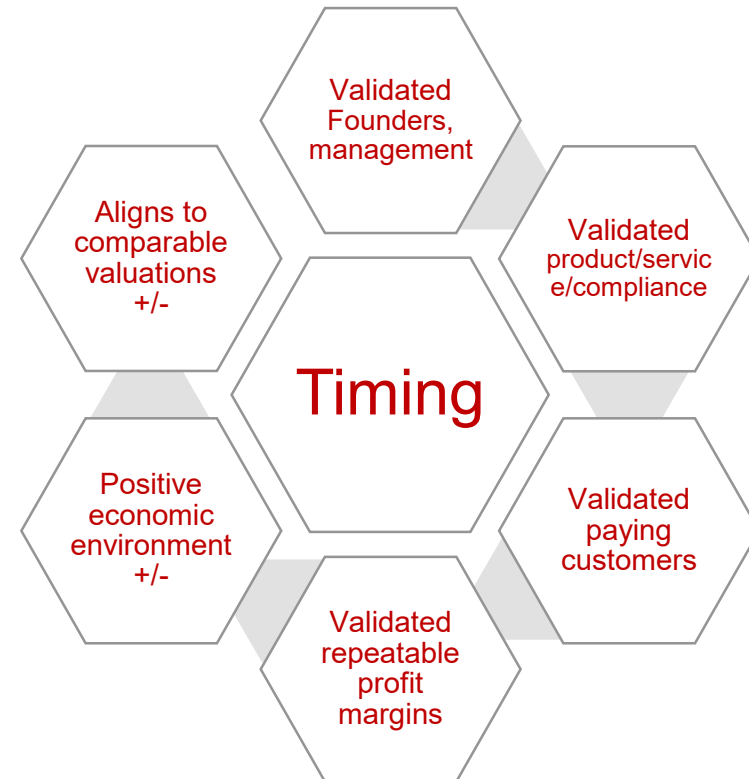 Validated
Founders,
management
Validated
product/servic
e/compliance
Validated
paying
customers
Validated
repeatable
profit
margins
Positive
economic
environment
+/-
Aligns to
comparable
valuations
+/-
Timing